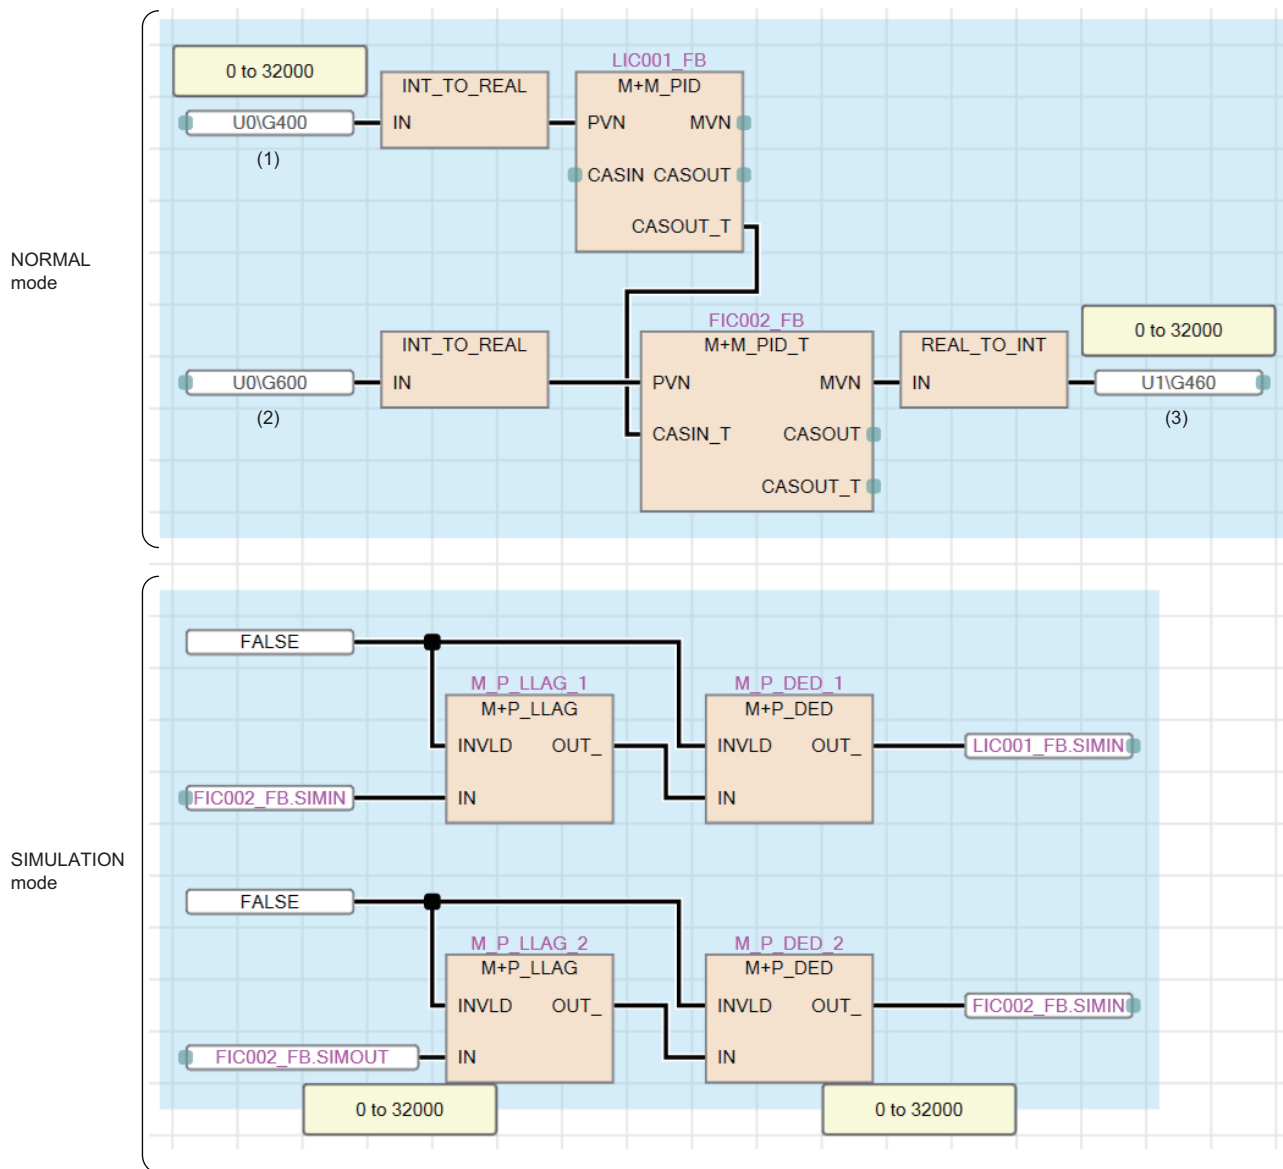 NORMAL
mode
0 to 32000
U0\G400
(1)
INT_TO_REAL
IN
LIC001_FB
M+M_PID
PVN MVN
CASIN CASOUT
CASOUT_T
U0\G600
(2)
INT_TO_REAL
IN
FIC002_FB
M+M_PID_T
PVN MVN
CASIN_T CASOUT
CASOUT_T
REAL_TO_INT
IN
0 to 32000
U1\G460
(3)
SIMULATION
mode
FALSE
M_P_LLAG_1
M+P_LLAG
INVLD OUT_
IN
FIC002_FB.SIMIN
M_P_DED_1
M+P_DED
INVLD OUT_
IN
LIC001_FB.SIMIN
FALSE
M_P_LLAG_2
M+P_LLAG
INVLD OUT_
IN
FIC002_FB.SIMOUT
0 to 32000
M_P_DED_2
M+P_DED
INVLD OUT_
IN
FIC002_FB.SIMIN
0 to 32000